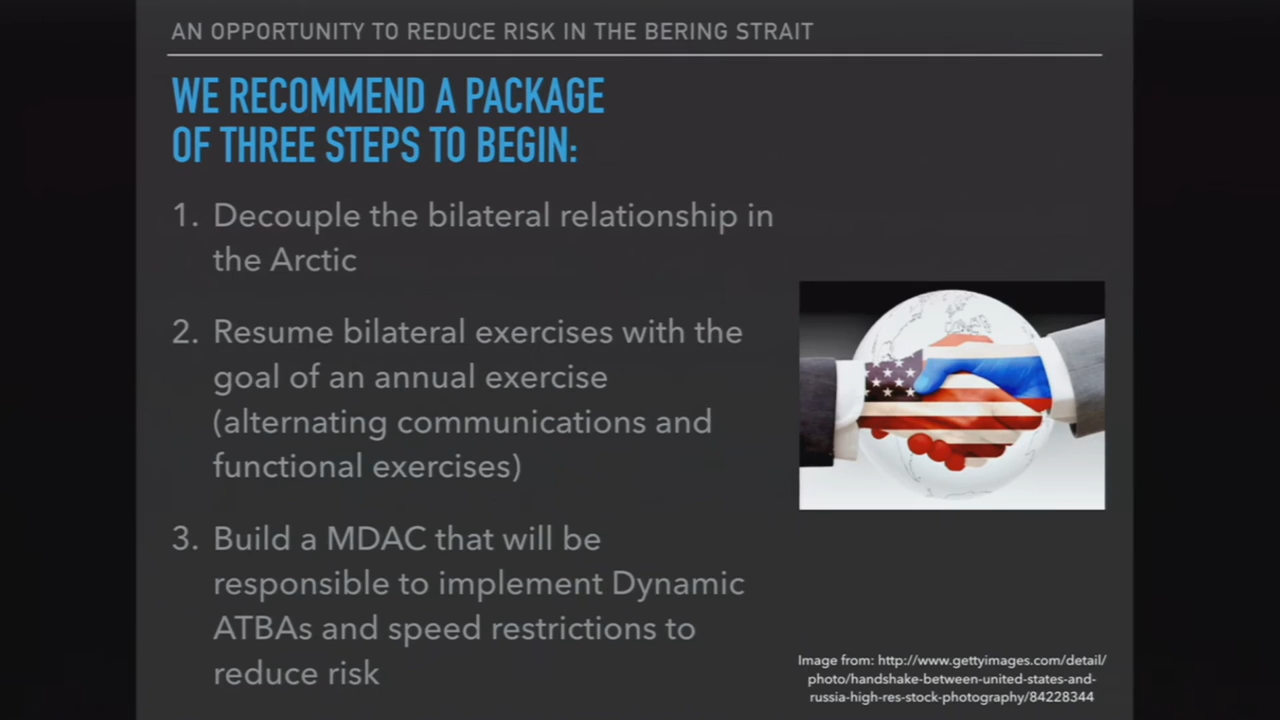 AN OPPORTUNITY TO REDUCE RISK IN THE BERING STRAIT
WE RECOMMEND A PACKAGE
OF THREE STEPS TO BEGIN:
1. Decouple the bilateral relationship in
the Arctic
2. Resume bilateral exercises with the
goal of an annual exercise
(alternating communications and
functional exercises)
3. Build a MDAC that will be
responsible to implement Dynamic
ATBAs and speed restrictions to
reduce risk
Image from: http://www.gettyimages.com/detail/
photo/handshake-between-united-states-and-
russia-high-res-stock-photography/84228344